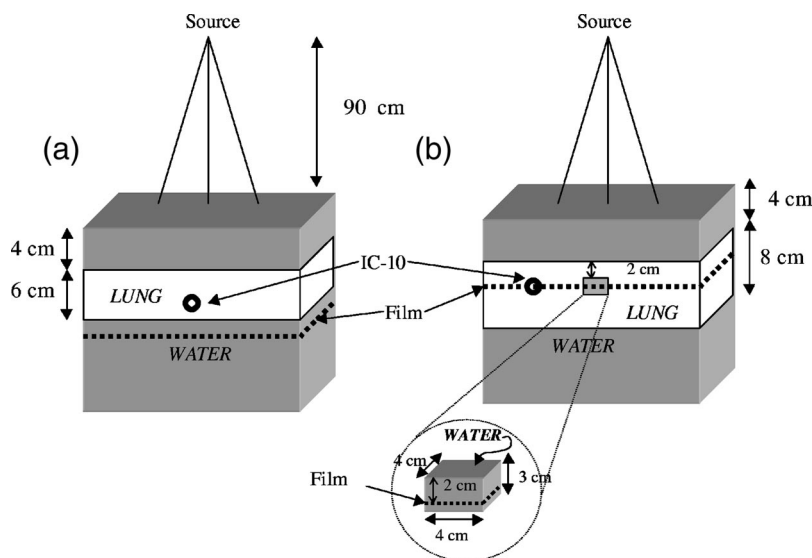 Source
Source
90 cm
(a)
(b)
4 cm
4 cm
IC-10
2 cm
8 cm
6 cm
LUNG
Film
LUNG
WATER
WATER
WATER
4 cm
Film
2 cm
3 cm
4 cm